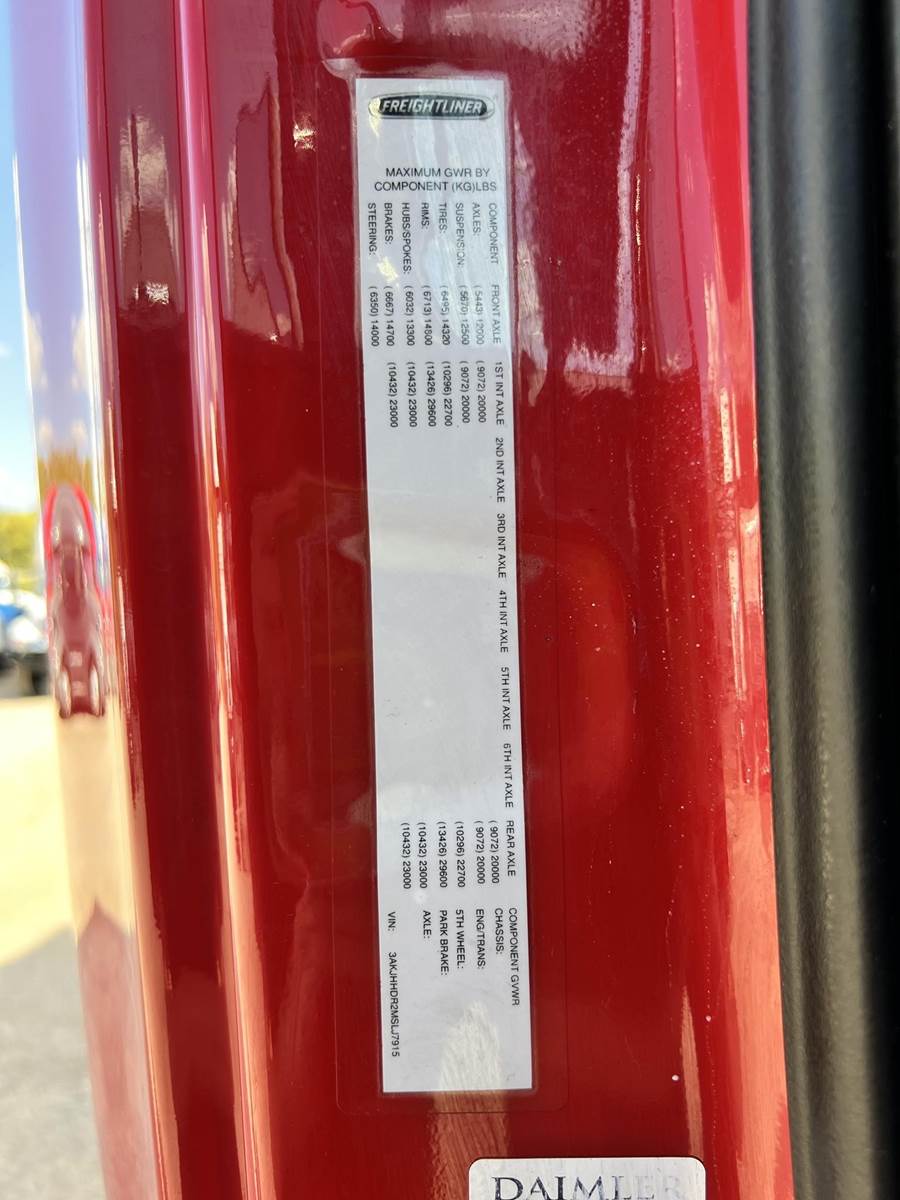 FREIGHTLINER
MAXIMUM GWR BY
COMPONENT (KG)LBS
COMPONENT FRONT AXLE 1ST INT AXLE 2ND INT AXLE 3RD INT AXLE 4TH INT AXLE 5TH INT AXLE 6TH INT AXLE REAR AXLE COMPONENT GVWR
AXLES: (5443) 12000 (9072) 20000 (9072) 20000 CHASSIS:
SUSPENSION: (5670) 12500 (9072) 20000 (9072) 20000 ENG/TRANS:
TIRES: (6495) 14320 (10296) 22700 (10296) 22700 5TH WHEEL:
RIMS: (6713) 14800 (13426) 29600 (13426) 29600 PARK BRAKE:
HUBS/SPOKES: (6032) 13300 (10432) 23000 (10432) 23000 AXLE:
BRAKES: (6667) 14700 (10432) 23000 (10432) 23000
STEERING: (6350) 14000 VIN: 3AKJHHDR2MSLJ7915
DAIMLER